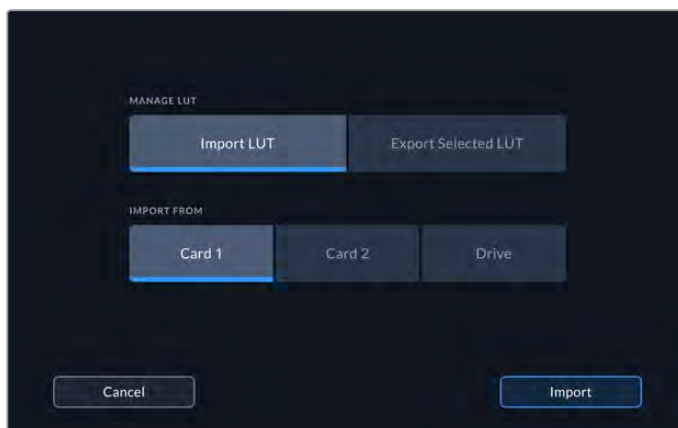 MANAGE LUT
Import LUT Export Selected LUT
IMPORT FROM
Card 1 Card 2 Drive
Cancel Import